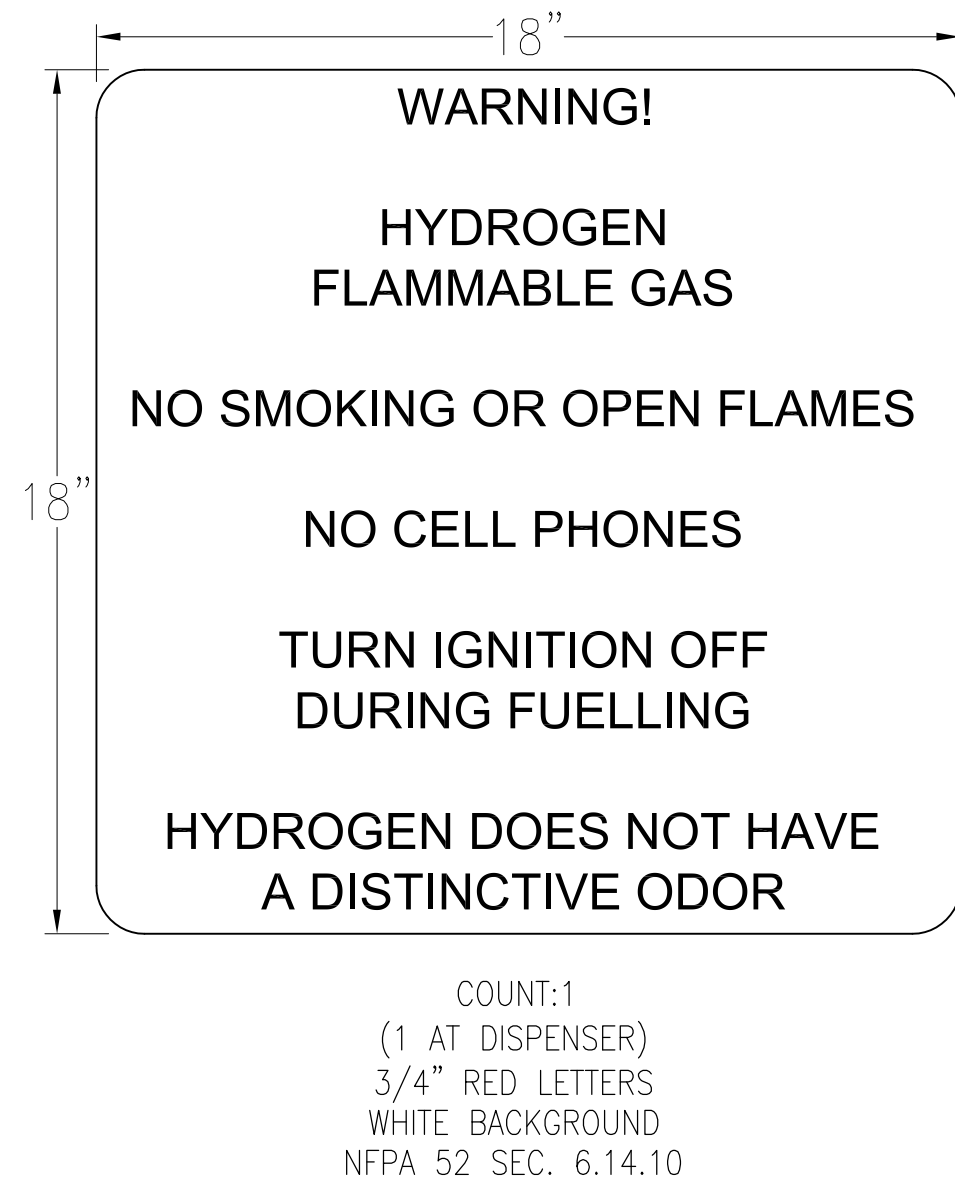 18”
WARNING!
HYDROGEN
FLAMMABLE GAS
NO SMOKING OR OPEN FLAMES
NO CELL PHONES
18”
TURN IGNITION OFF
DURING FUELLING
HYDROGEN DOES NOT HAVE
A DISTINCTIVE ODOR
COUNT:1
(1 AT DISPENSER)
3/4” RED LETTERS
WHITE BACKGROUND
NFPA 52 SEC. 6.14.10